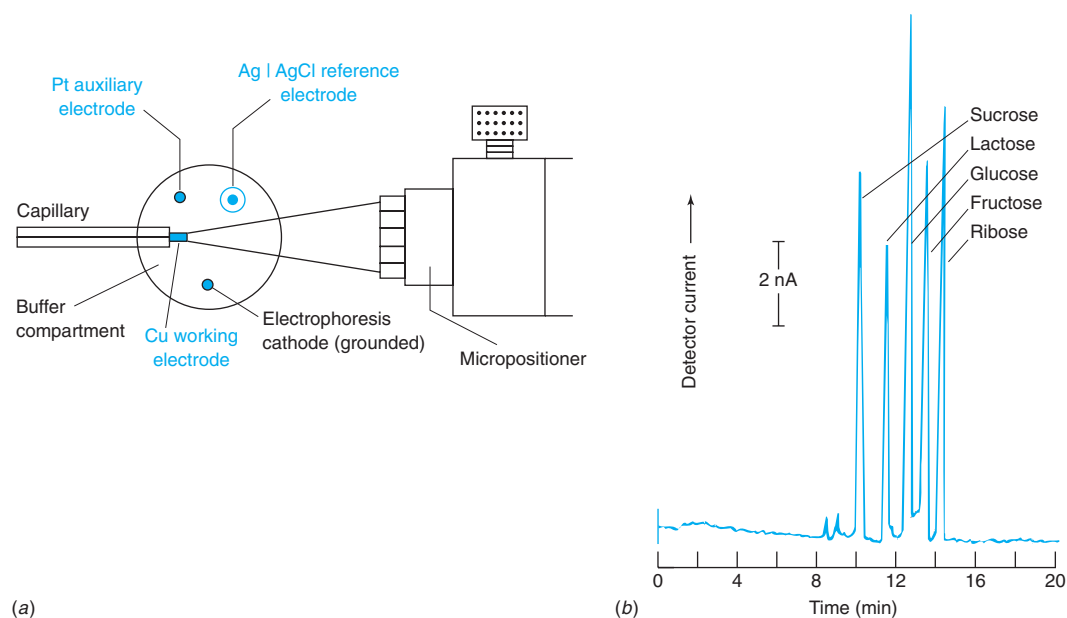 Pt auxiliary
electrode
Ag | AgCl reference
electrode
Capillary
Buffer
compartment
Cu working
electrode
Electrophoresis
cathode (grounded)
Micropositioner
(a)
Detector current
2 nA
Sucrose
Lactose
Glucose
Fructose
Ribose
0 4 8 12 16 20
Time (min)
(b)